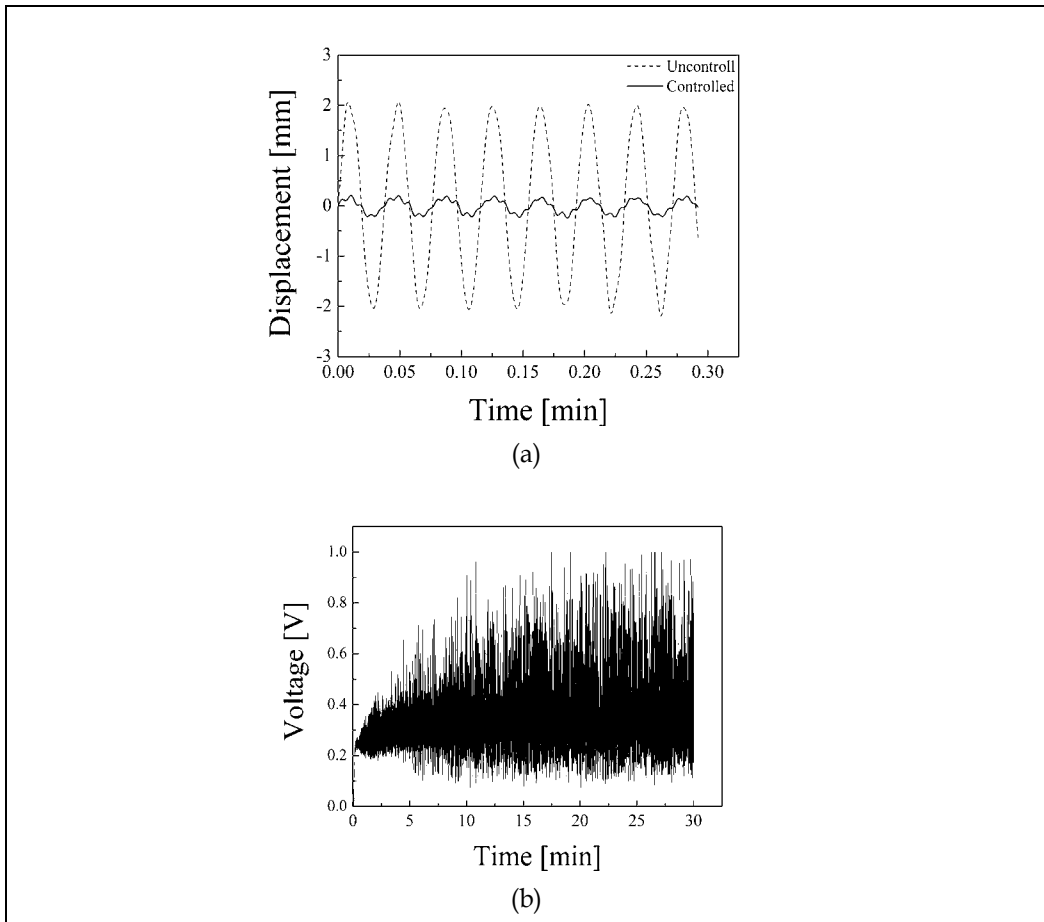 3
2
1
0
-1
-2
-3
Displacement [mm]
Uncontroll
Controlled
0.00 0.05 0.10 0.15 0.20 0.25 0.30
Time [min]
(a)
1.0
0.8
0.6
0.4
0.2
0.0
Voltage [V]
0 5 10 15 20 25 30
Time [min]
(b)